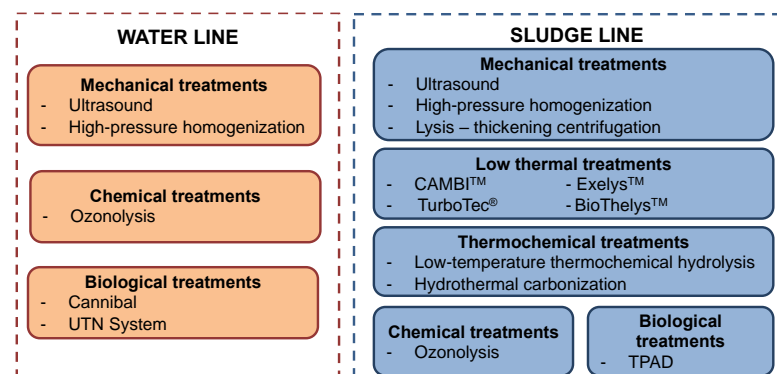 WATER LINE
Mechanical treatments
- Ultrasound
- High-pressure homogenization
Chemical treatments
- Ozonolysis
Biological treatments
- Cannibal
- UTN System
SLUDGE LINE
Mechanical treatments
- Ultrasound
- High-pressure homogenization
- Lysis – thickening centrifugation
Low thermal treatments
- CAMBI™ - Exelys™
- TurboTec® - BioThelys™
Thermochemical treatments
- Low-temperature thermochemical hydrolysis
- Hydrothermal carbonization
Chemical treatments
- Ozonolysis
Biological
treatments
- TPAD